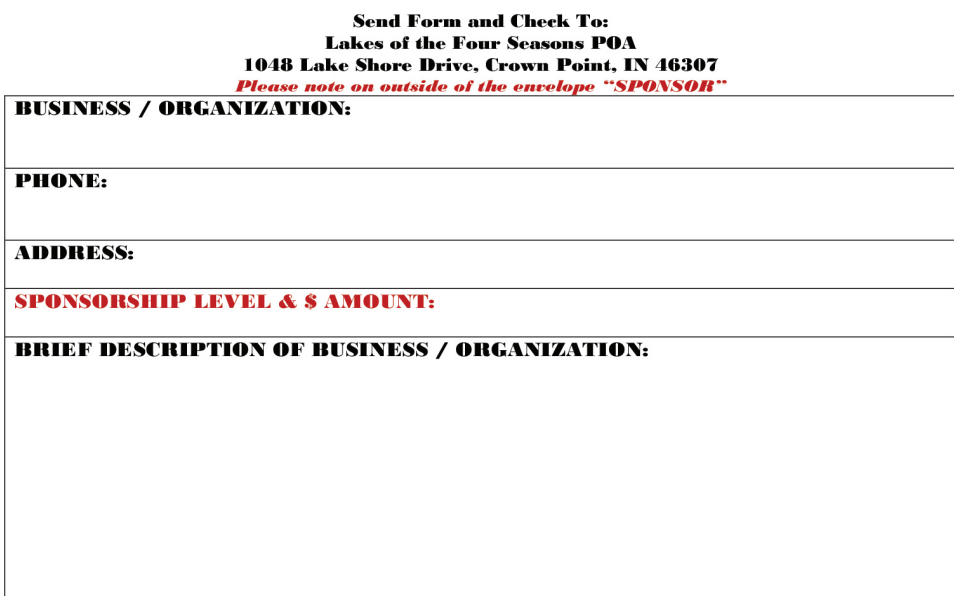 Send Form and Check To:
Lakes of the Four Seasons POA
1048 Lake Shore Drive, Crown Point, IN 46307
Please note on outside of the envelope “SPONSOR”
BUSINESS / ORGANIZATION:
PHONE:
ADDRESS:
SPONSORSHIP LEVEL & $ AMOUNT:
BRIEF DESCRIPTION OF BUSINESS / ORGANIZATION: